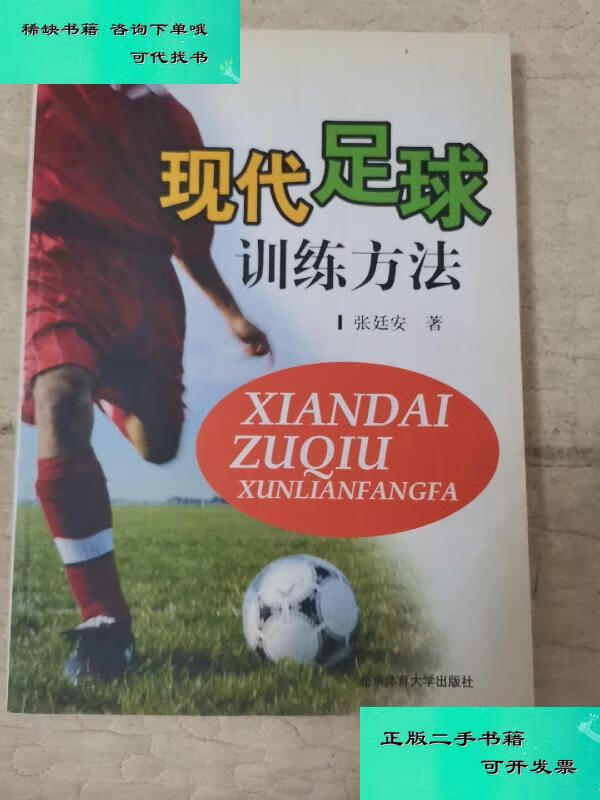 稀缺书籍 咨询下单哦
可代找书
现代足球
训练方法
张廷安 著
XIANDAI
ZUQIU
XUNLIANFANGFA
北京体育大学出版社
正版二手书籍
可开发票